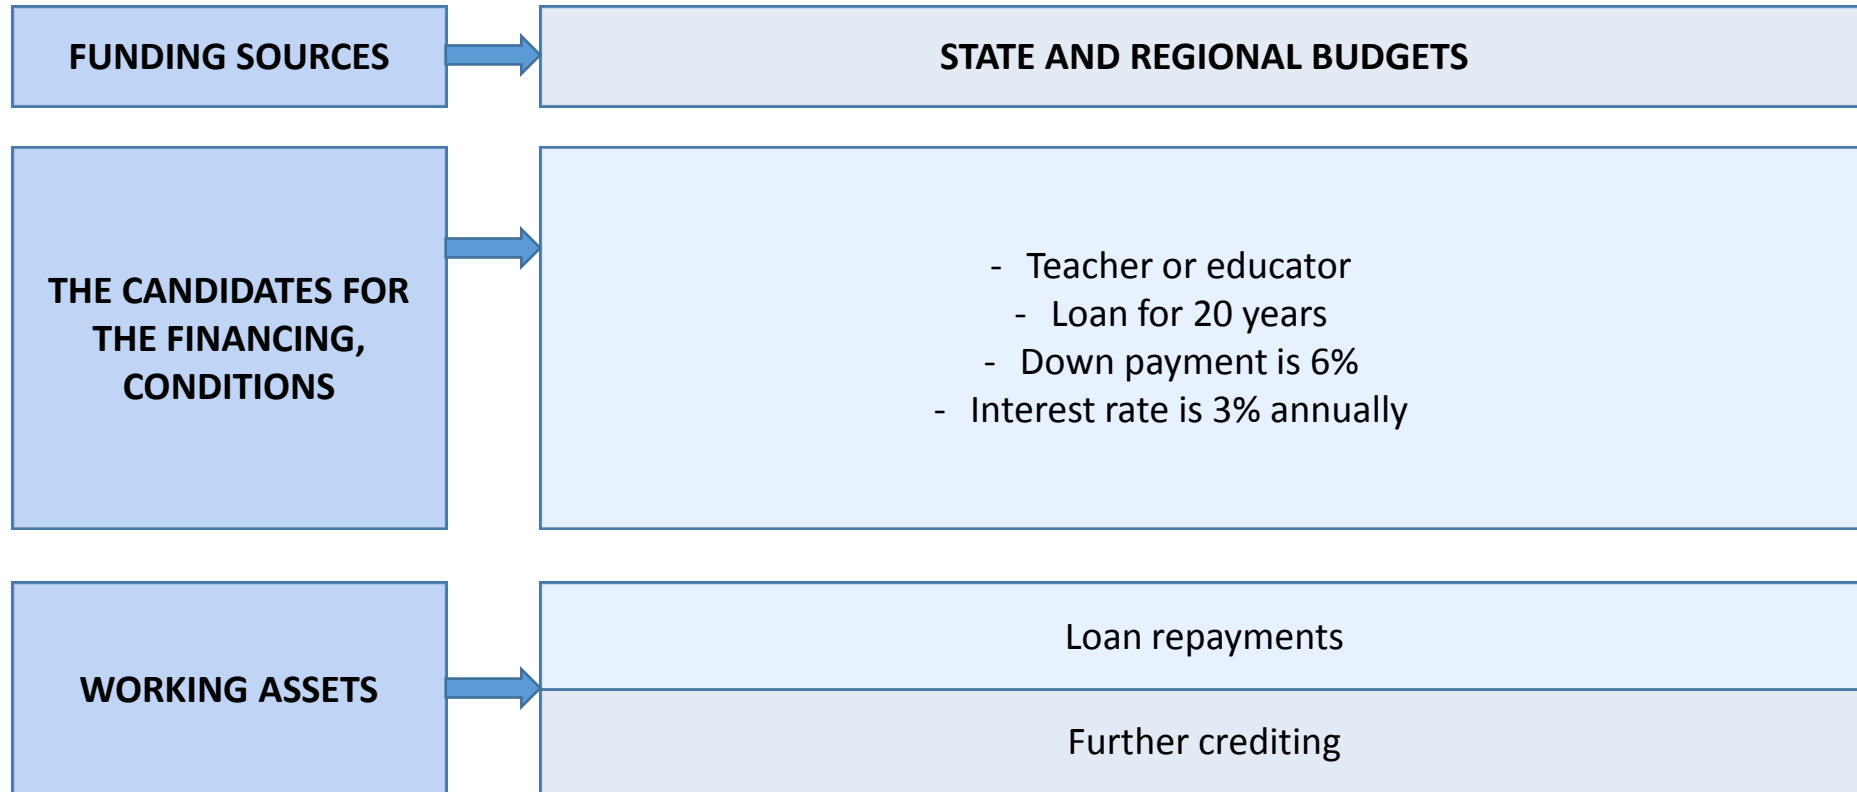 FUNDING SOURCES
STATE AND REGIONAL BUDGETS
THE CANDIDATES FOR
THE FINANCING,
CONDITIONS
- Teacher or educator
- Loan for 20 years
- Down payment is 6%
- Interest rate is 3% annually
WORKING ASSETS
Loan repayments
Further crediting